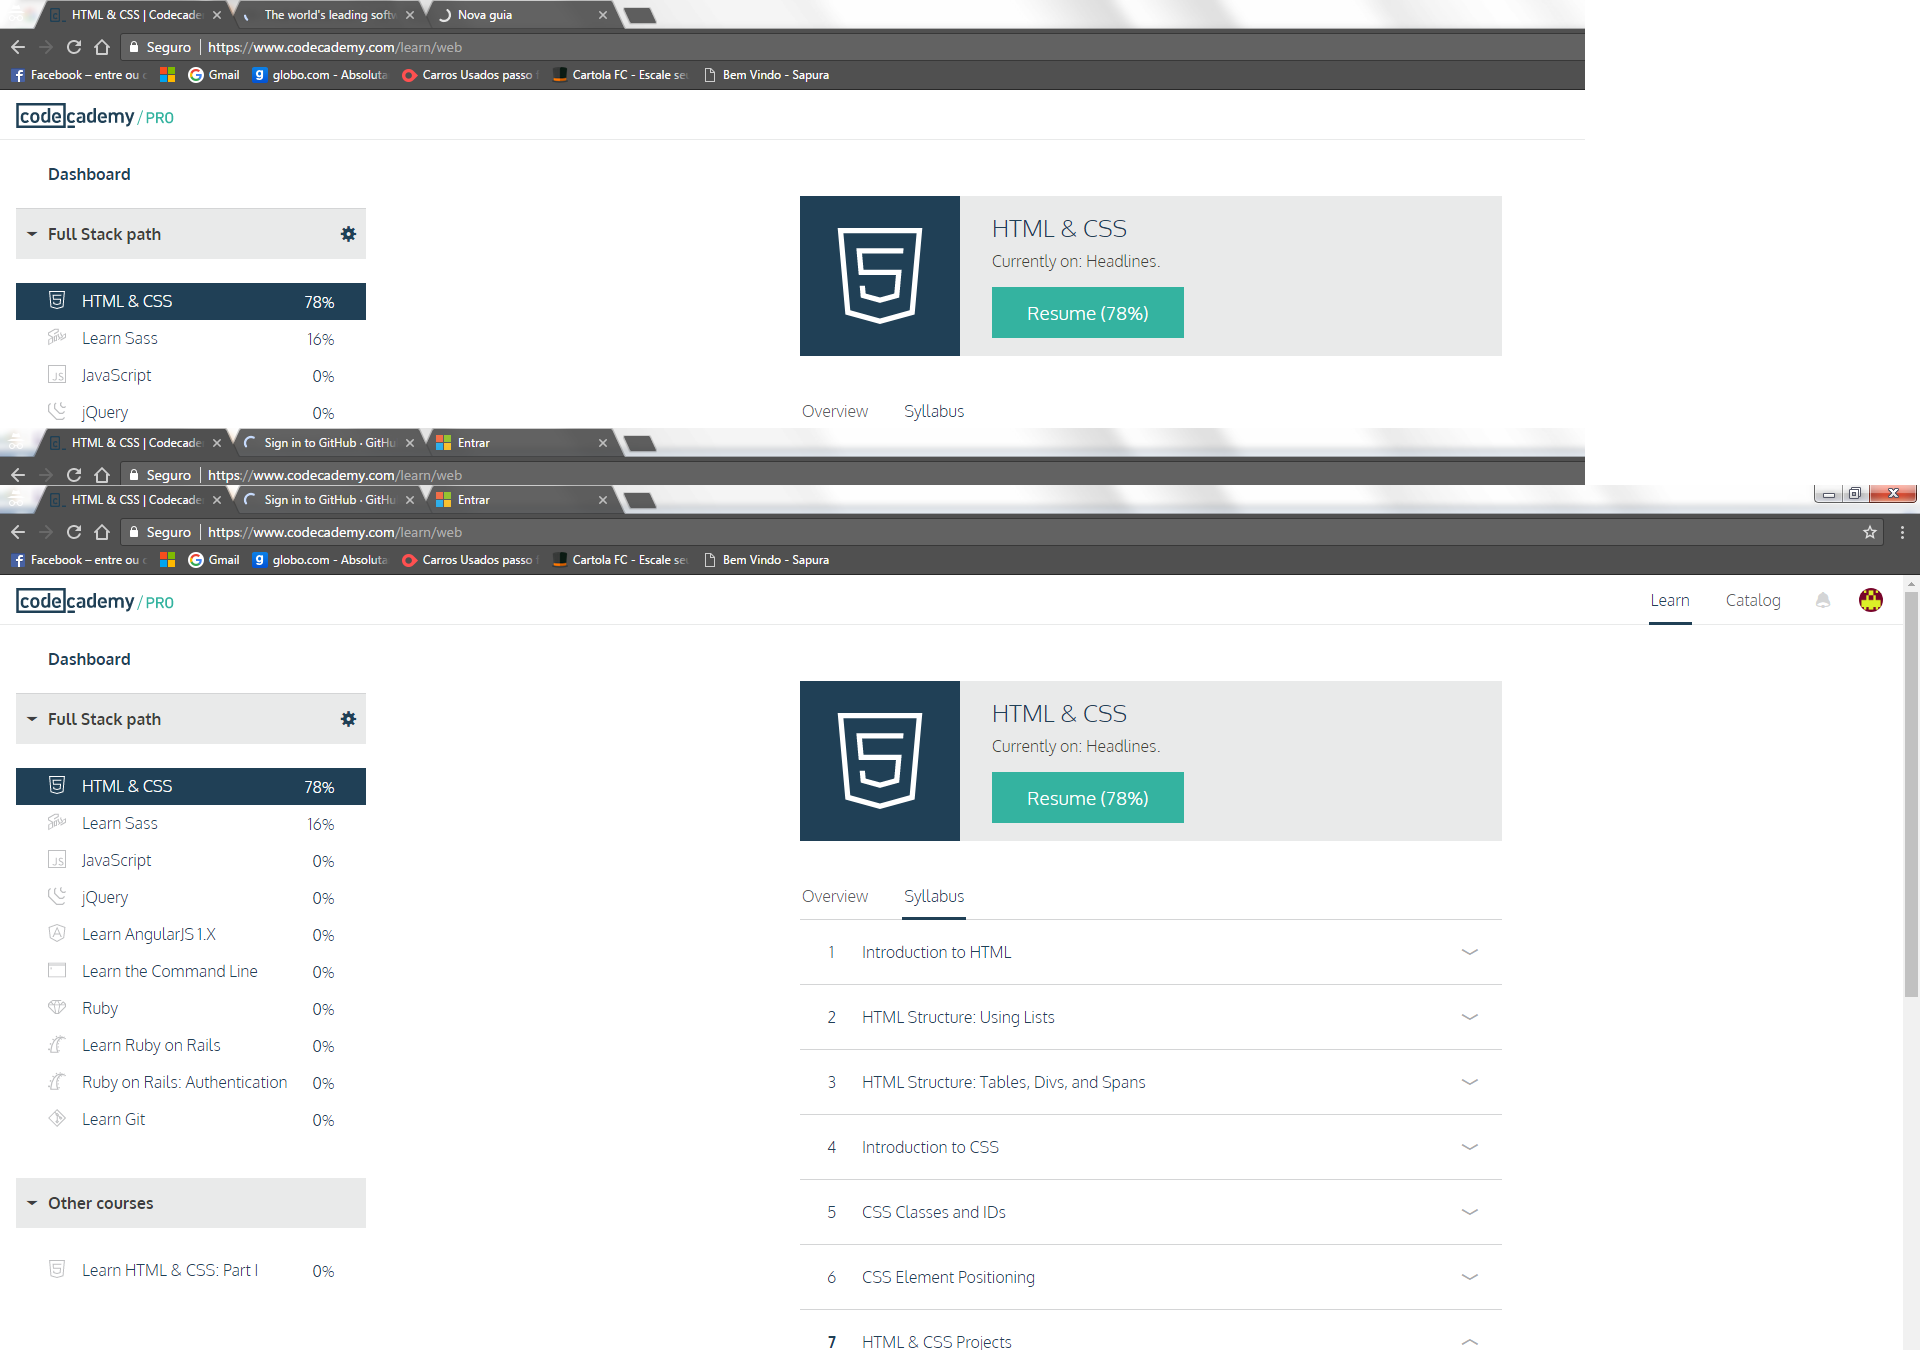 HTML & CSS | Codecade
The world's leading softw
Nova guia
Seguro | https://www.codecademy.com/learn/web
Facebook – entre ou c
Gmail
globo.com - Absoluta
Carros Usados passo
Cartola FC - Escale seu
Bem Vindo - Sapura
codecademy/PRO
Dashboard
Full Stack path
HTML & CSS 78%
Learn Sass 16%
JavaScript 0%
jQuery 0%
HTML & CSS
Currently on: Headlines.
Resume (78%)
Overview Syllabus
HTML & CSS | Codecade
Sign in to GitHub · GitHu
Entrar
Seguro | https://www.codecademy.com/learn/web
HTML & CSS | Codecade
Sign in to GitHub · GitHu
Entrar
Seguro | https://www.codecademy.com/learn/web
Facebook – entre ou c
Gmail
globo.com - Absoluta
Carros Usados passo
Cartola FC - Escale seu
Bem Vindo - Sapura
codecademy/PRO
Learn Catalog
Dashboard
Full Stack path
HTML & CSS 78%
Learn Sass 16%
JavaScript 0%
jQuery 0%
Learn AngularJS 1.X 0%
Learn the Command Line 0%
Ruby 0%
Learn Ruby on Rails 0%
Ruby on Rails: Authentication 0%
Learn Git 0%
Other courses
Learn HTML & CSS: Part I 0%
HTML & CSS
Currently on: Headlines.
Resume (78%)
Overview Syllabus
1 Introduction to HTML
2 HTML Structure: Using Lists
3 HTML Structure: Tables, Divs, and Spans
4 Introduction to CSS
5 CSS Classes and IDs
6 CSS Element Positioning
7 HTML & CSS Projects